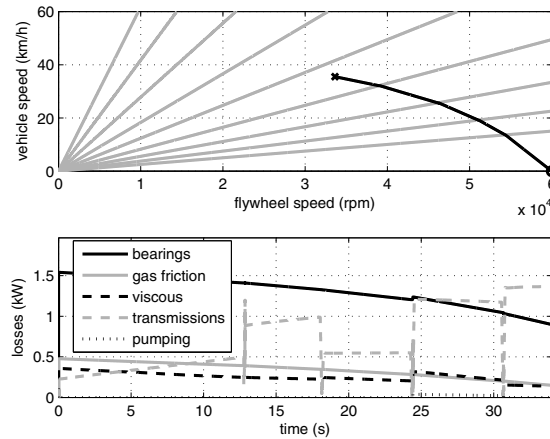 60
40
20
0
vehicle speed (km/h)
0 1 2 3 4 5 6
flywheel speed (rpm)
x 10⁴
bearings
gas friction
viscous
transmissions
pumping
1.5
1
0.5
0
losses (kW)
0 5 10 15 20 25 30
time (s)